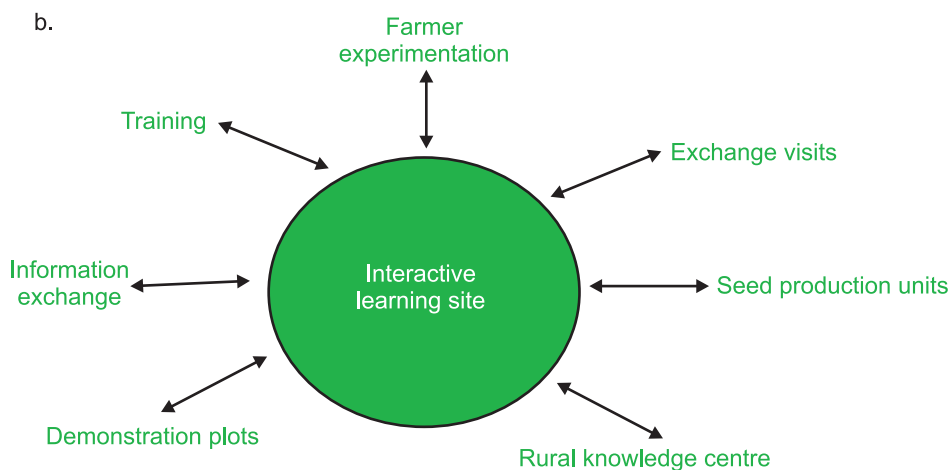 b.
Farmer
experimentation
Training
Exchange visits
Information
exchange
Interactive
learning site
Seed production units
Demonstration plots
Rural knowledge centre